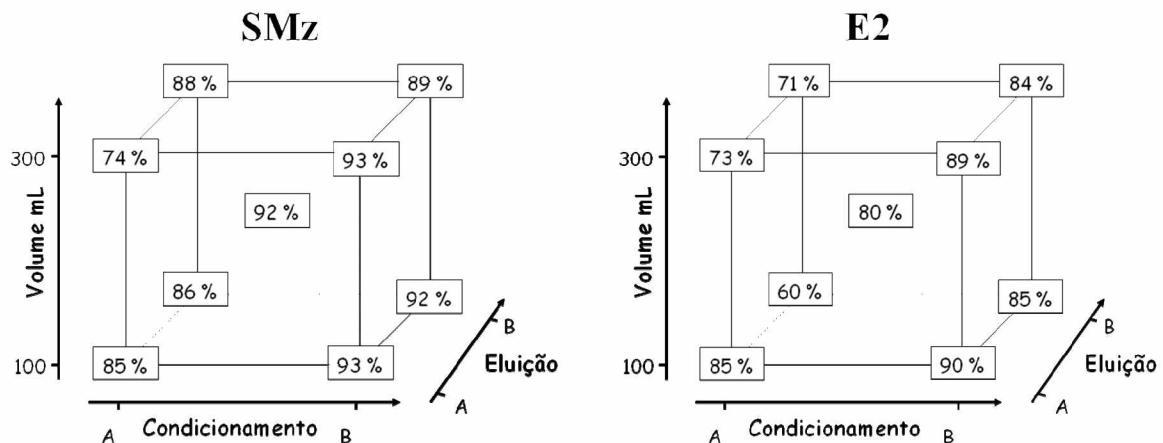 SMz
88 %
89 %
300
74 %
93 %
Volume mL
92 %
86 %
92 %
B
Eluição
A
100
85 %
93 %
A
Condicionamento
B
E2
71 %
84 %
300
73 %
89 %
Volume mL
80 %
60 %
85 %
B
Eluição
A
100
85 %
90 %
A
Condicionamento
B